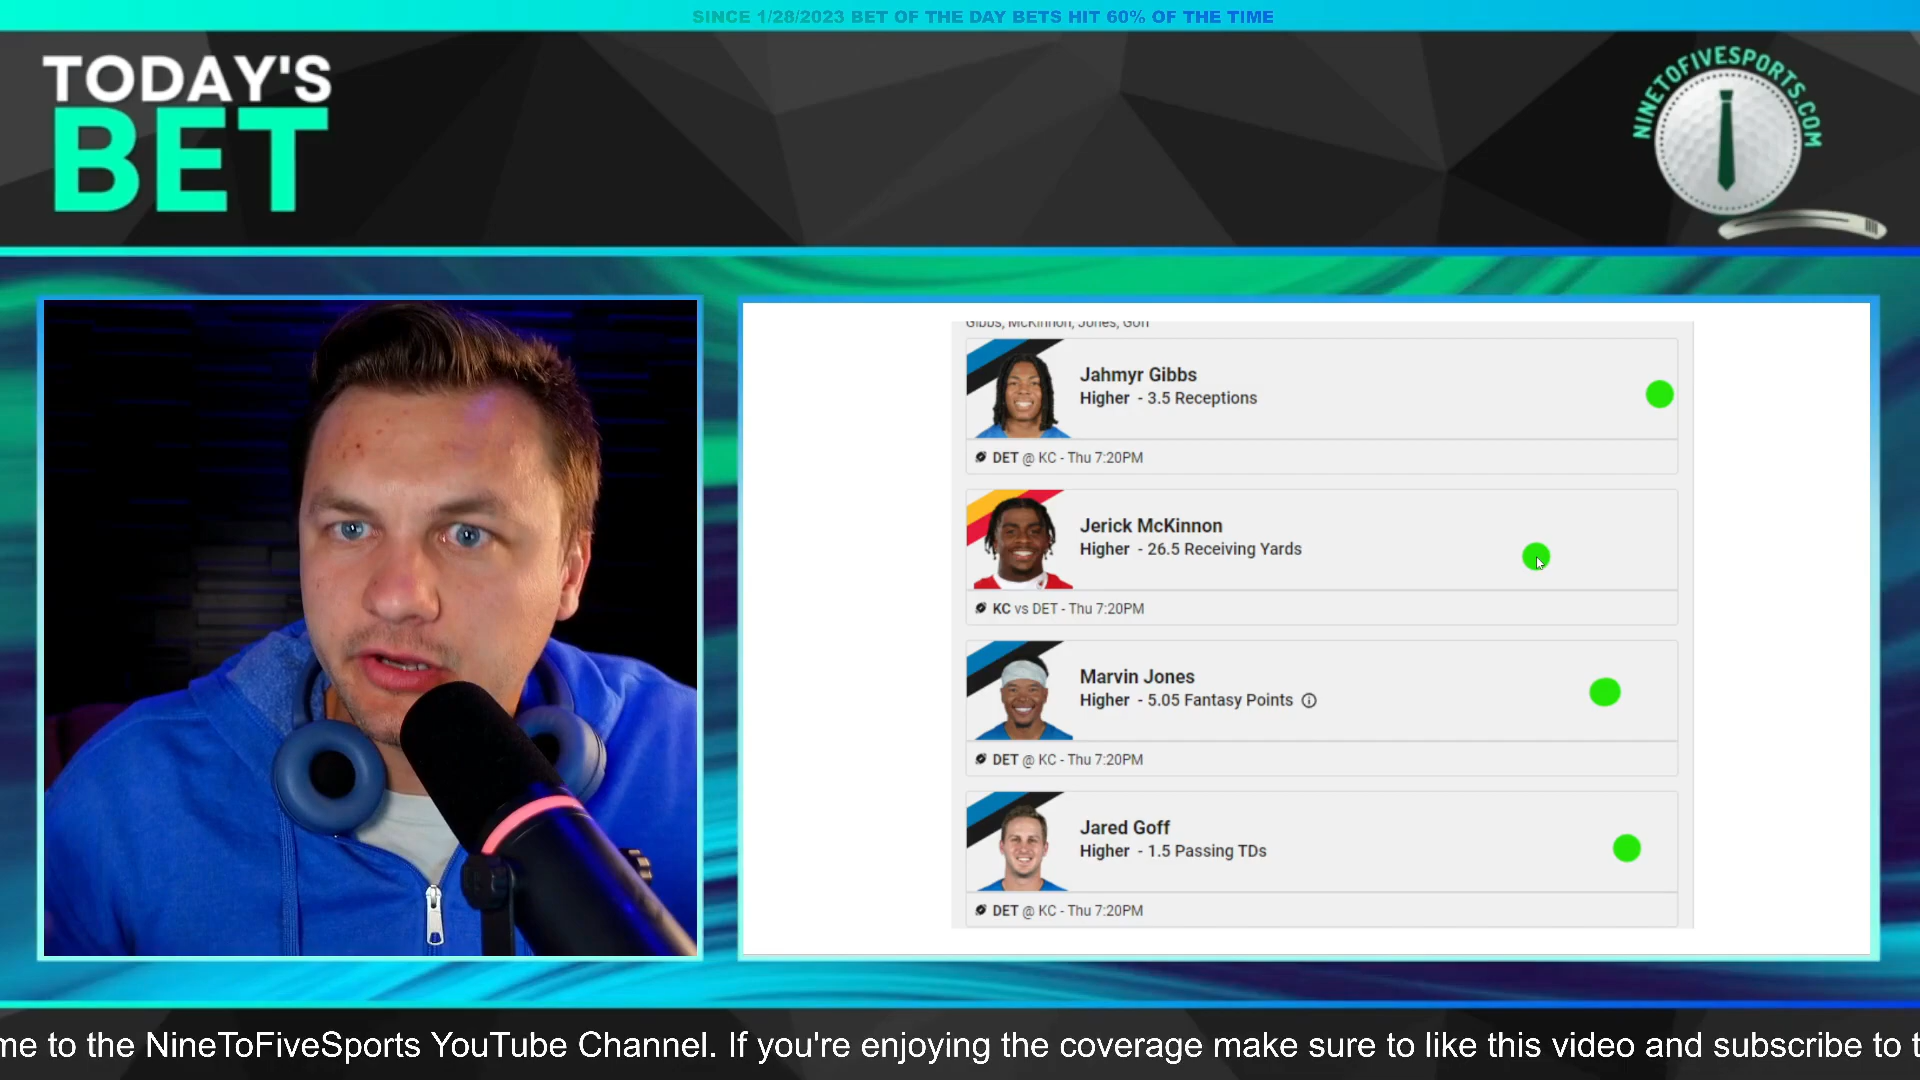 SINCE 1/28/2023 BET OF THE DAY BETS HIT 60% OF THE TIME
TODAY'S
BET
NINETOFIVESPORTS.COM
Gibbs, McKinnon, Jones, Goff
Jahmyr Gibbs
Higher - 3.5 Receptions
DET @ KC - Thu 7:20PM
Jerick McKinnon
Higher - 26.5 Receiving Yards
KC vs DET - Thu 7:20PM
Marvin Jones
Higher - 5.05 Fantasy Points
DET @ KC - Thu 7:20PM
Jared Goff
Higher - 1.5 Passing TDs
DET @ KC - Thu 7:20PM
me to the NineToFiveSports YouTube Channel. If you're enjoying the coverage make sure to like this video and subscribe to t